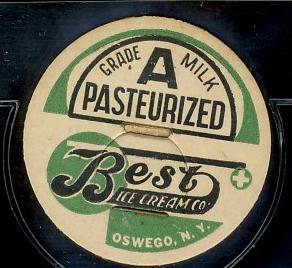 GRADE A MILK
PASTEURIZED
Best
ICE CREAM CO.
OSWEGO, N. Y.